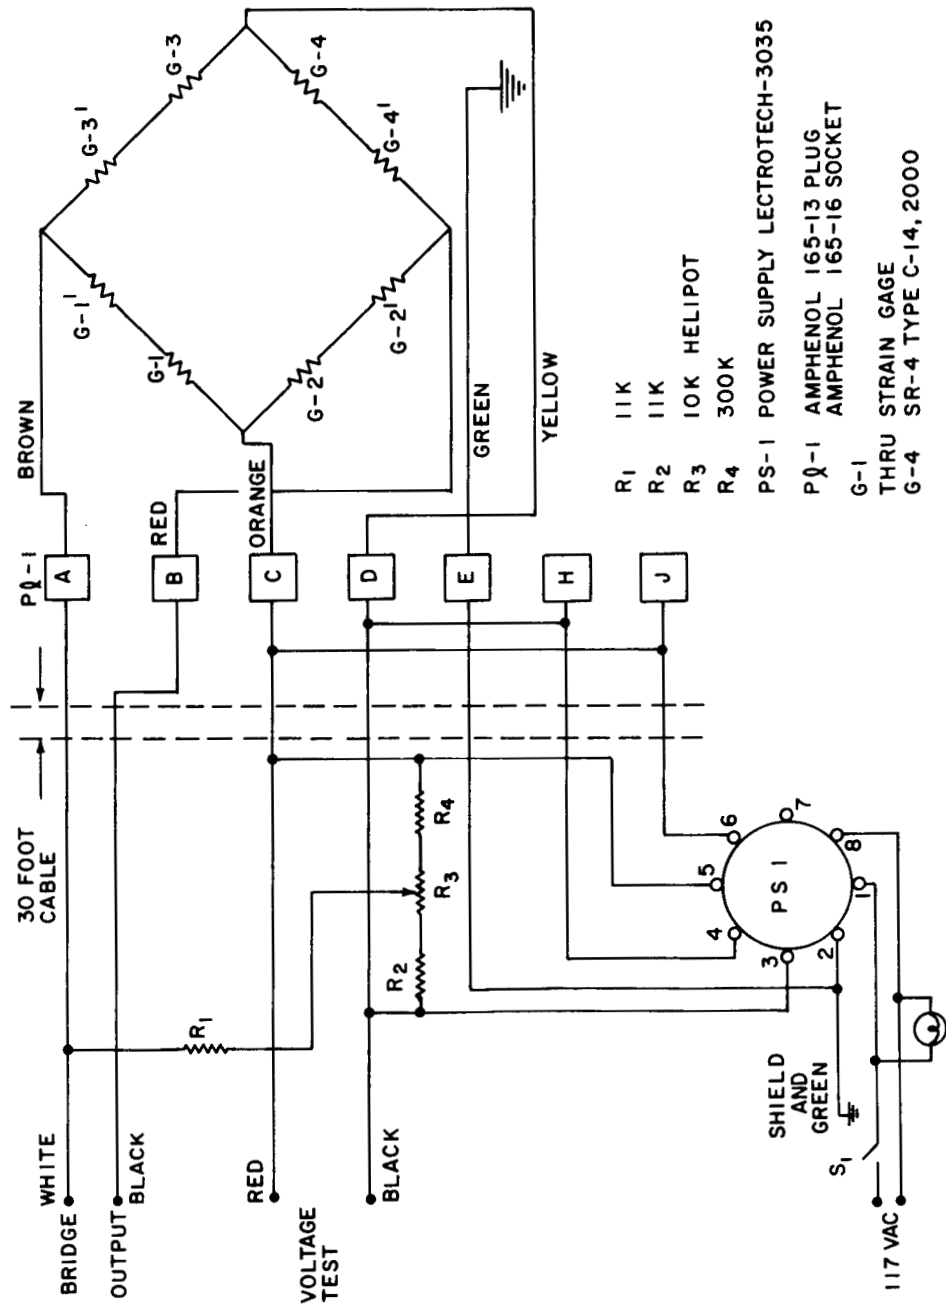 30 FOOT
CABLE
Pℓ-1
BROWN
RED
ORANGE
GREEN
YELLOW
A
B
C
D
E
H
J
G-1'
G-1
G-3'
G-3
G-2
G-2'
G-4
G-4'
BRIDGE
WHITE
OUTPUT
BLACK
RED
VOLTAGE
TEST
BLACK
R1
R2
R3
R4
PS 1
1
2
3
4
5
6
7
8
SHIELD
AND
GREEN
S1
117 VAC
R1 11K
R2 11K
R3 10K HELIPOT
R4 300K
PS-1 POWER SUPPLY LECTROTECH-3035
Pℓ-1 AMPHENOL 165-13 PLUG
AMPHENOL 165-16 SOCKET
G-1
THRU STRAIN GAGE
G-4 SR-4 TYPE C-14, 2000